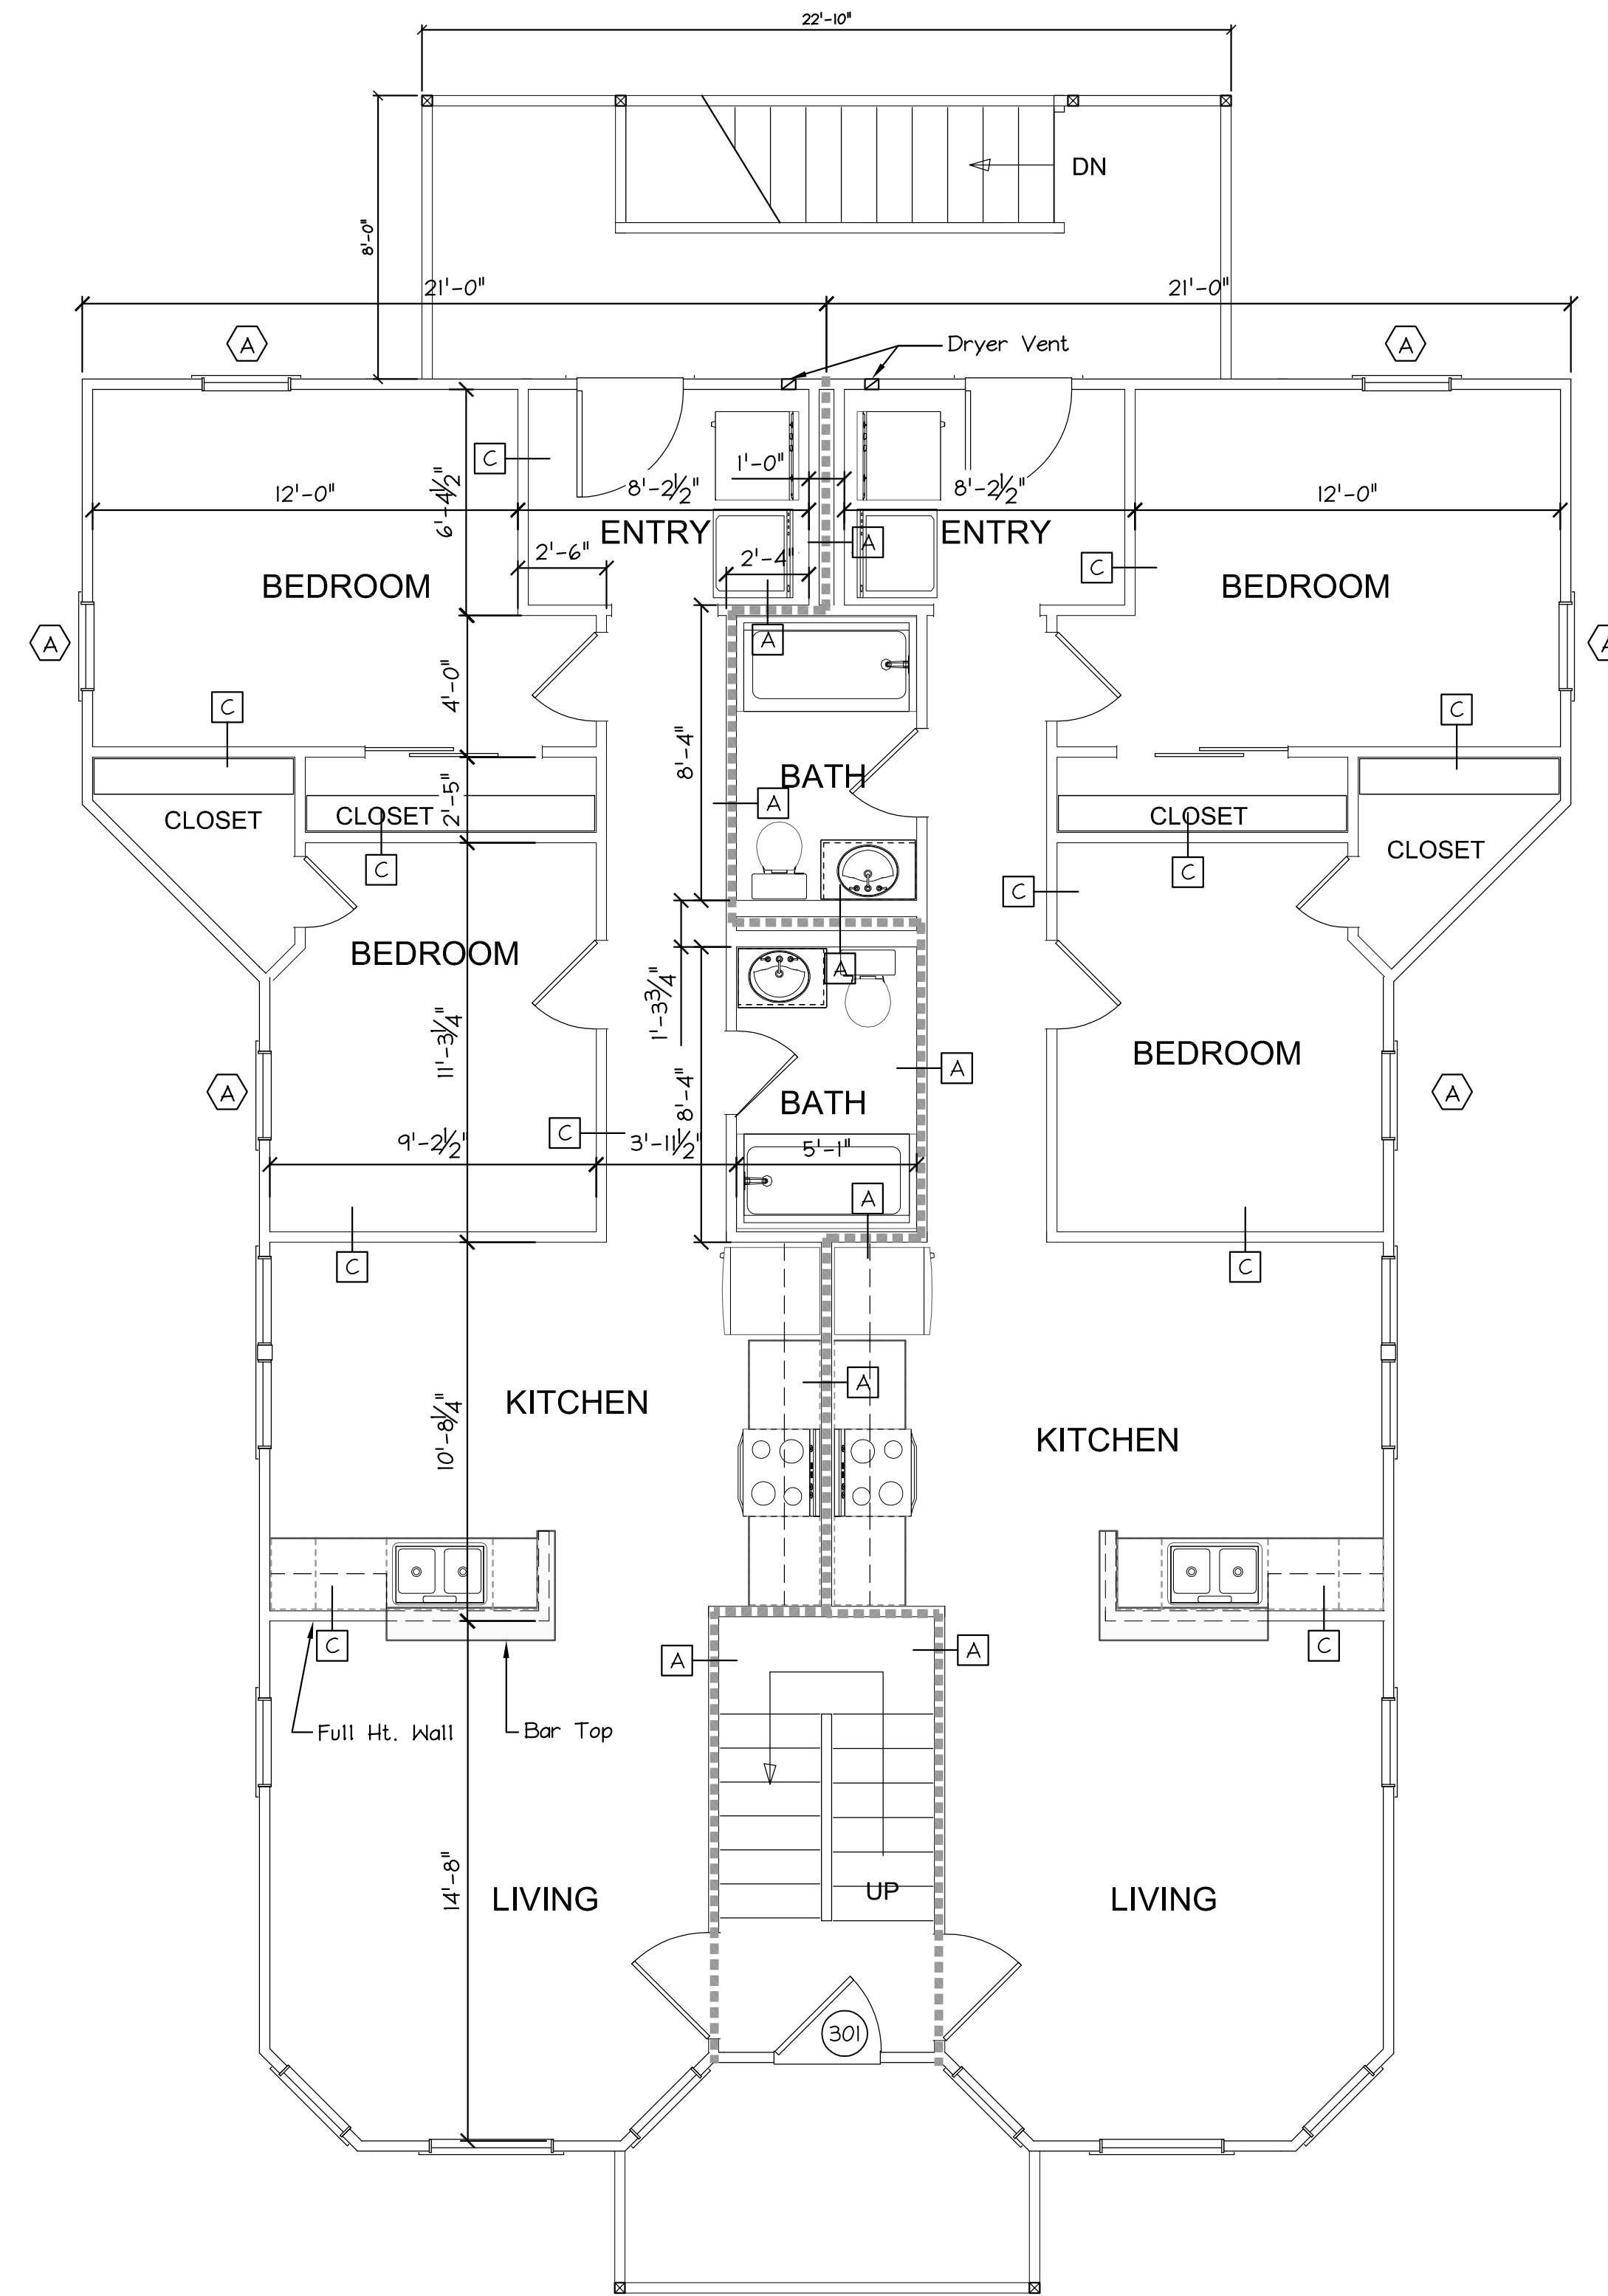 22'-10"
DN
8'-0"
21'-0"
21'-0"
A
Dryer Vent
A
C
1'-0"
8'-2½"
8'-2½"
12'-0"
6'-4½"
12'-0"
ENTRY
A
ENTRY
2'-6"
2'-4"
C
BEDROOM
BEDROOM
A
A
A
4'-0"
C
C
8'-4"
BATH
A
2'-5"
CLOSET
CLOSET
CLOSET
CLOSET
C
C
C
BEDROOM
A
1'-3¾"
11'-3¼"
BEDROOM
A
A
A
8'-4"
BATH
C
9'-2½"
3'-11½"
5'-1"
A
C
C
A
KITCHEN
10'-8¼"
KITCHEN
C
A
A
C
Full Ht. Wall
Bar Top
14'-8"
LIVING
UP
LIVING
301